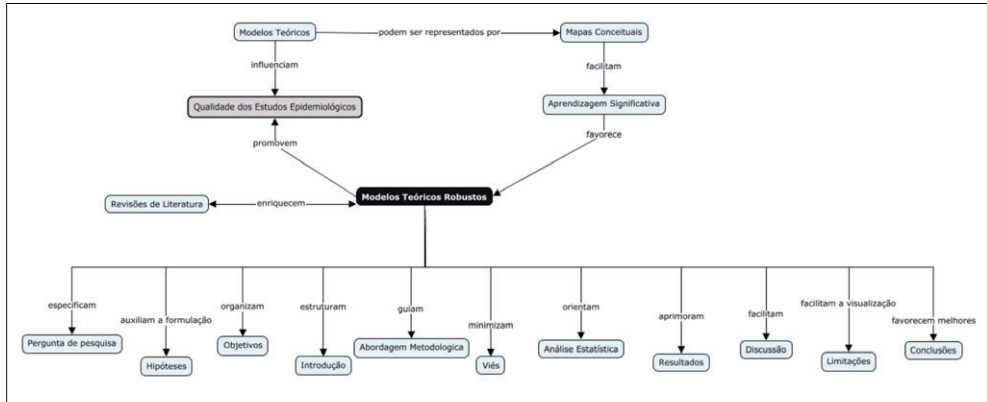 Modelos Teóricos
podem ser representados por
Mapas Conceituais
influenciam
facilitam
Qualidade dos Estudos Epidemiológicos
Aprendizagem Significativa
promovem
favorece
Modelos Teóricos Robustos
Revisões de Literatura
enriquecem
especificam
auxiliam a formulação
organizam
estruturam
guiam
minimizam
orientam
aprimoram
facilitam
facilitam a visualização
favorecem melhores
Pergunta de pesquisa
Hipóteses
Objetivos
Introdução
Abordagem Metodologica
Viés
Análise Estatística
Resultados
Discussão
Limitações
Conclusões